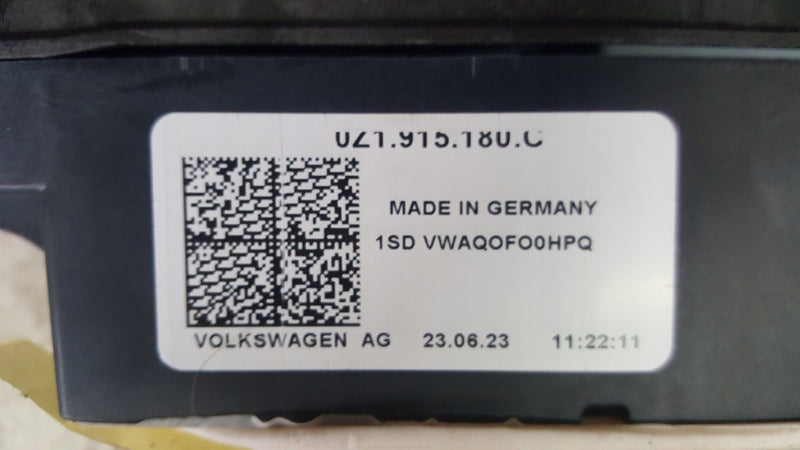 0Z1.915.180.C
MADE IN GERMANY
1SD VWAQOFO0HPQ
VOLKSWAGEN AG 23.06.23 11:22:11